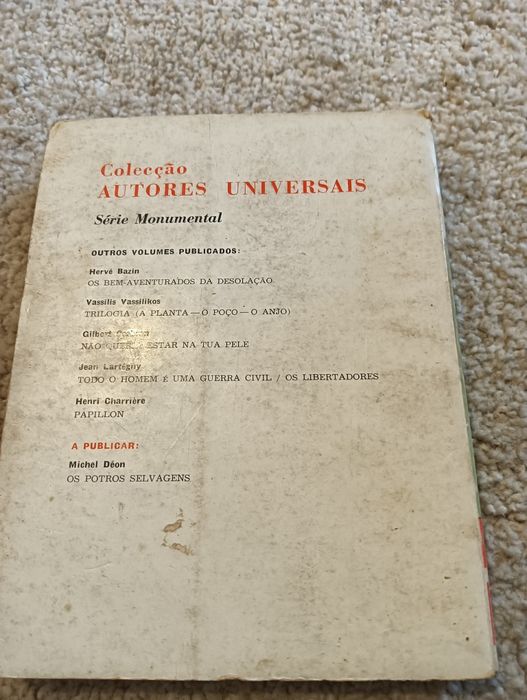 Colecção
AUTORES UNIVERSAIS
Série Monumental
OUTROS VOLUMES PUBLICADOS:
Hervé Bazin
OS BEM-AVENTURADOS DA DESOLAÇÃO
Vassilis Vassilikos
TRILOGIA (A PLANTA — O POÇO — O ANJO)
Gilbert
NÃO ESTAR NA TUA PELE
Jean Lartéguy
TODO O HOMEM É UMA GUERRA CIVIL / OS LIBERTADORES
Henri Charrière
PAPILLON
A PUBLICAR:
Michel Déon
OS POTROS SELVAGENS